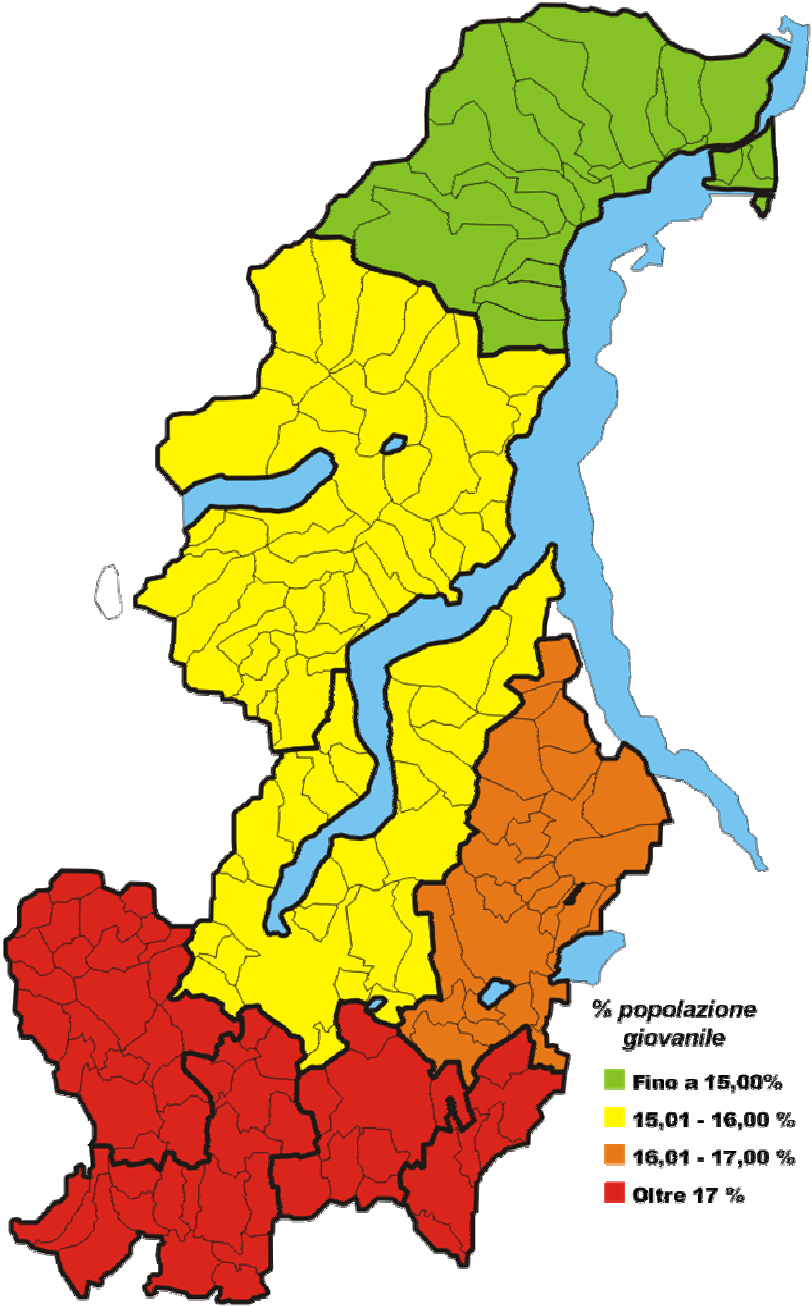 % popolazione
giovanile
Fino a 15,00%
15,01 - 16,00 %
16,01 - 17,00 %
Oltre 17 %